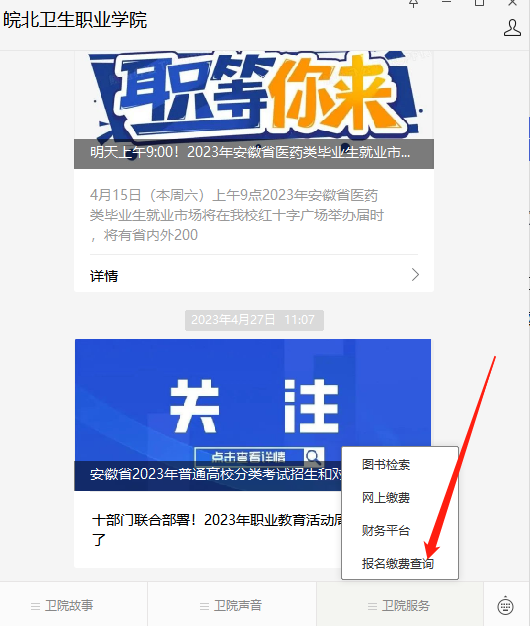 皖北卫生职业学院
职等你来
明天上午9:00！2023年安徽省医药类毕业生就业市...
4月15日（本周六）上午9点2023年安徽省医药
类毕业生就业市场将在我校红十字广场举办届时
，将有省内外200
详情
2023年4月27日 11:07
关注
点击查看详情
安徽省2023年普通高校分类考试招生和对
十部门联合部署！2023年职业教育活动周
了
图书检索
网上缴费
财务平台
报名缴费查询
卫院故事
卫院声音
卫院服务